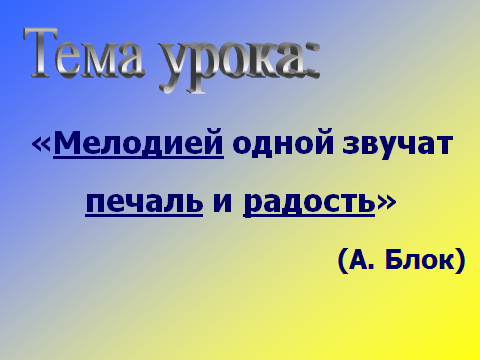 Тема урока:
«Мелодией одной звучат
печаль и радость»
(А. Блок)